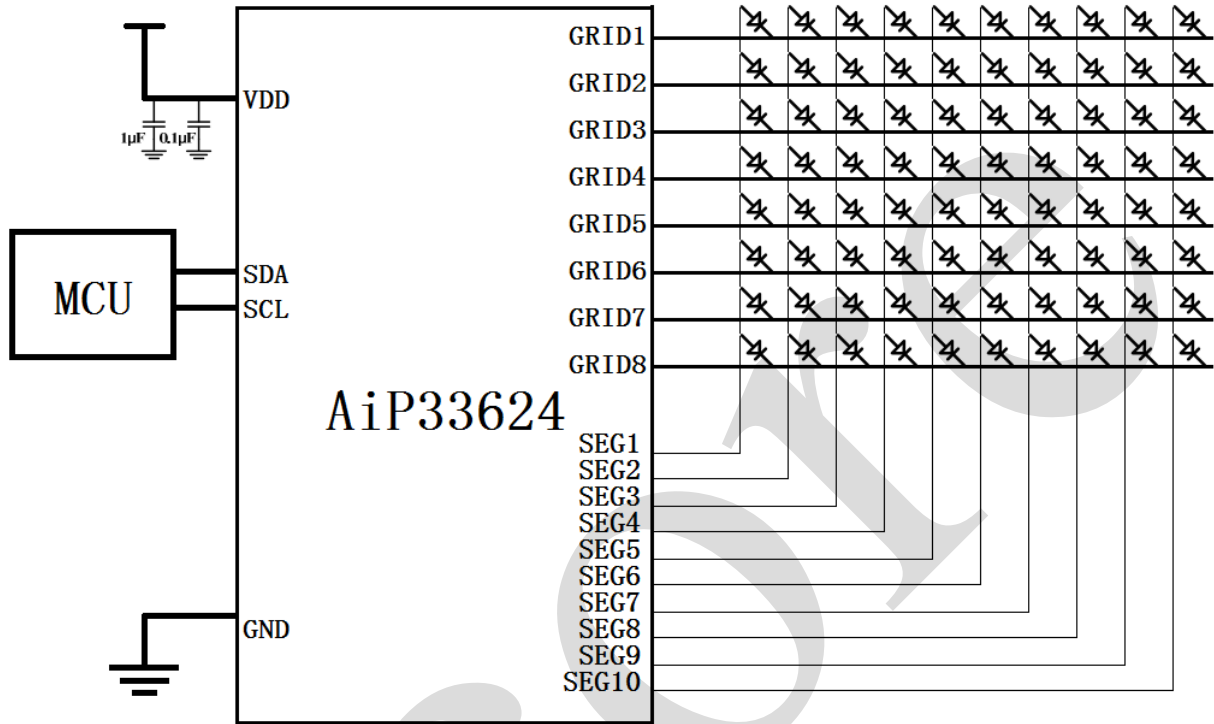 GRID1
GRID2
VDD
1μF 0.1μF
GRID3
GRID4
GRID5
SDA
GRID6
MCU
SCL
GRID7
GRID8
AiP33624
SEG1
SEG2
SEG3
SEG4
SEG5
SEG6
SEG7
GND
SEG8
SEG9
SEG10
ore